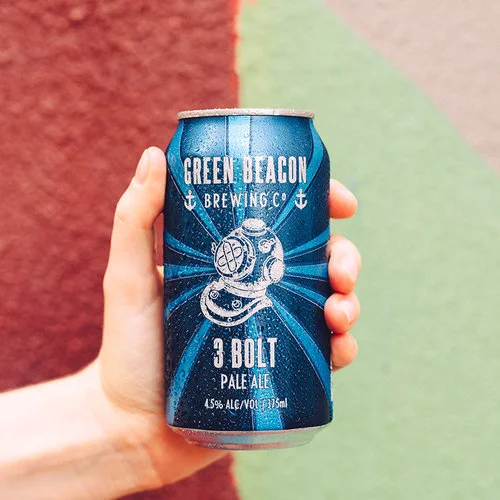 GREEN BEACON
BREWING Cº
3 BOLT
PALE ALE
4.5% ALC/VOL | 375ml